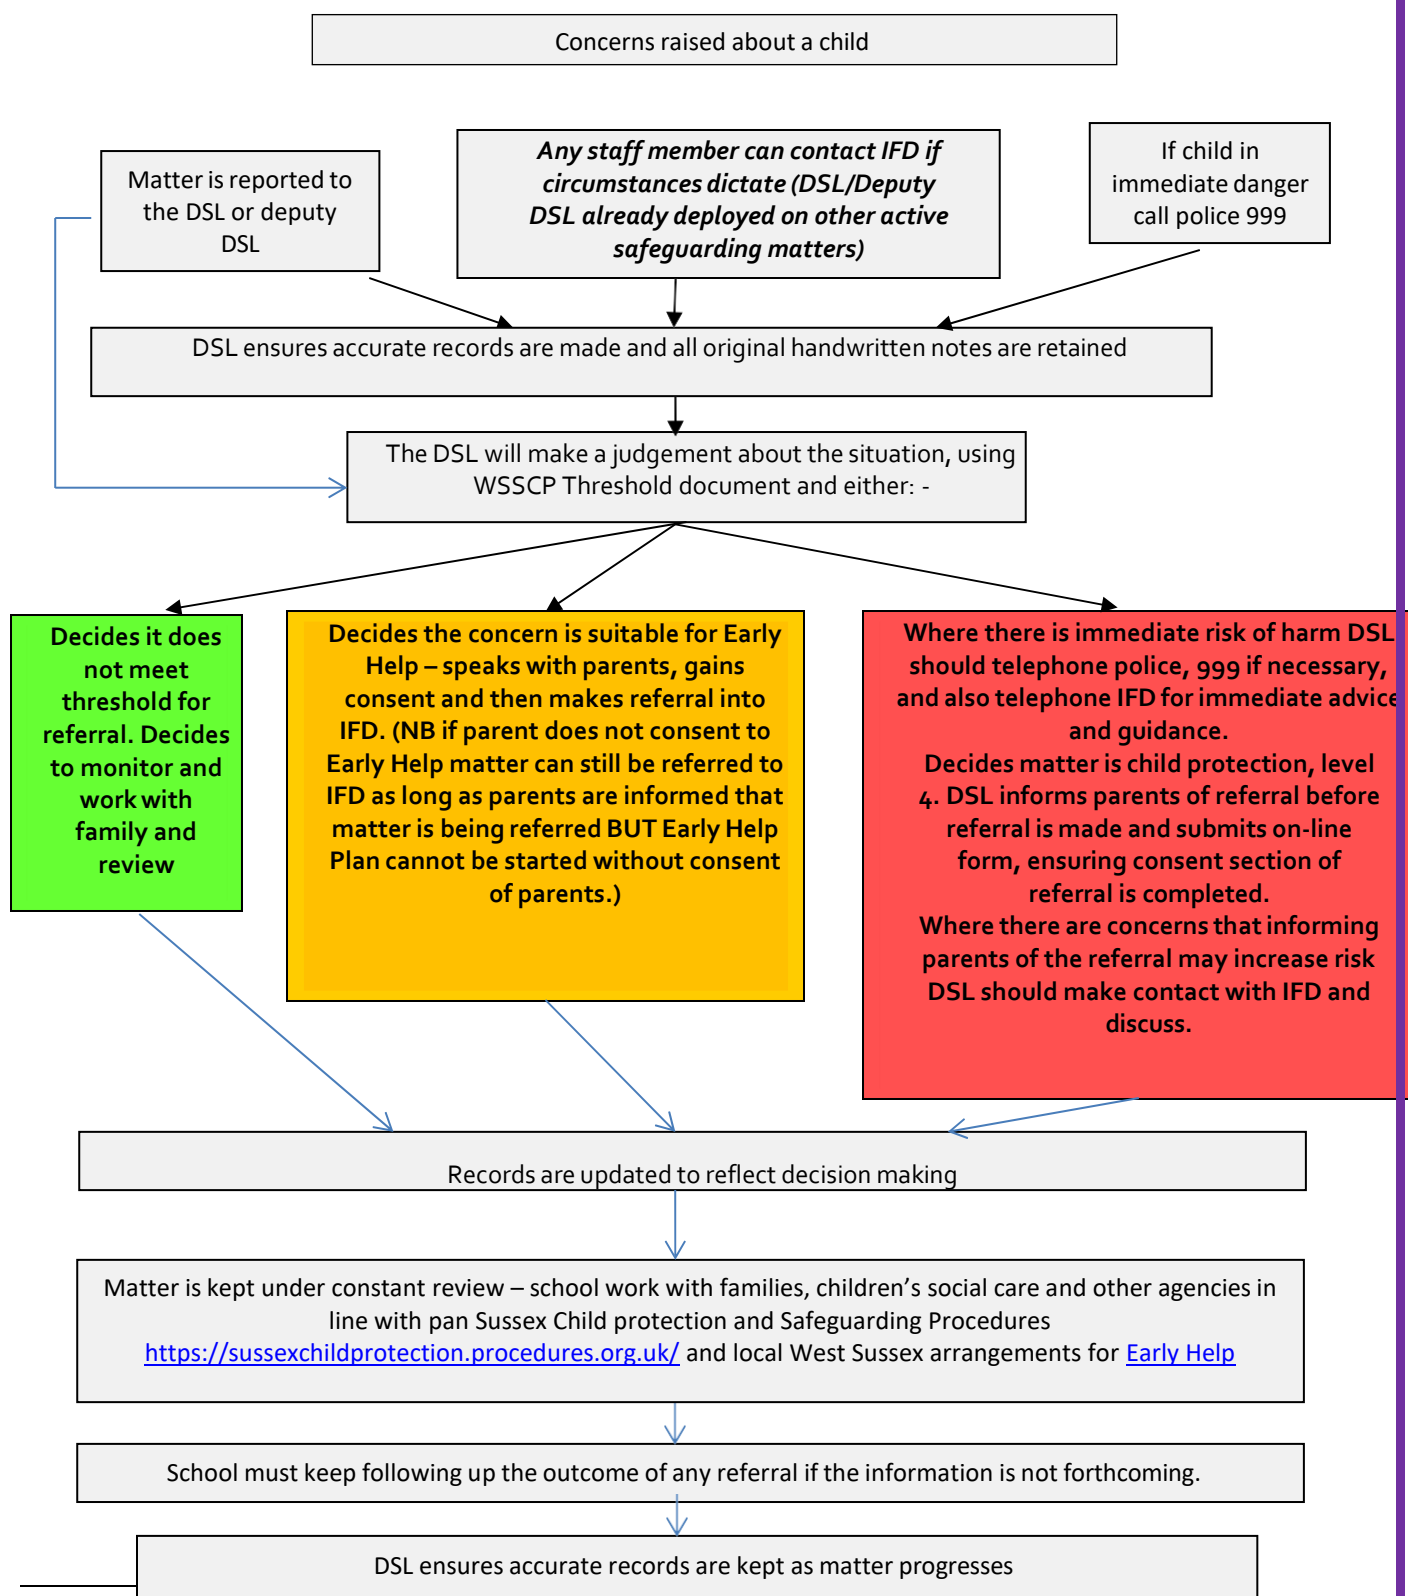 Concerns raised about a child
Matter is reported to
the DSL or deputy
DSL
Any staff member can contact IFD if
circumstances dictate (DSL/Deputy
DSL already deployed on other active
safeguarding matters)
If child in
immediate danger
call police 999
DSL ensures accurate records are made and all original handwritten notes are retained
The DSL will make a judgement about the situation, using
WSSCP Threshold document and either: -
Decides it does
not meet
threshold for
referral. Decides
to monitor and
work with
family and
review
Decides the concern is suitable for Early
Help – speaks with parents, gains
consent and then makes referral into
IFD. (NB if parent does not consent to
Early Help matter can still be referred to
IFD as long as parents are informed that
matter is being referred BUT Early Help
Plan cannot be started without consent
of parents.)
Where there is immediate risk of harm DSL
should telephone police, 999 if necessary,
and also telephone IFD for immediate advice
and guidance.
Decides matter is child protection, level
4. DSL informs parents of referral before
referral is made and submits on-line
form, ensuring consent section of
referral is completed.
Where there are concerns that informing
parents of the referral may increase risk
DSL should make contact with IFD and
discuss.
Records are updated to reflect decision making
Matter is kept under constant review – school work with families, children’s social care and other agencies in
line with pan Sussex Child protection and Safeguarding Procedures
https://sussexchildprotection.procedures.org.uk/ and local West Sussex arrangements for Early Help
School must keep following up the outcome of any referral if the information is not forthcoming.
DSL ensures accurate records are kept as matter progresses